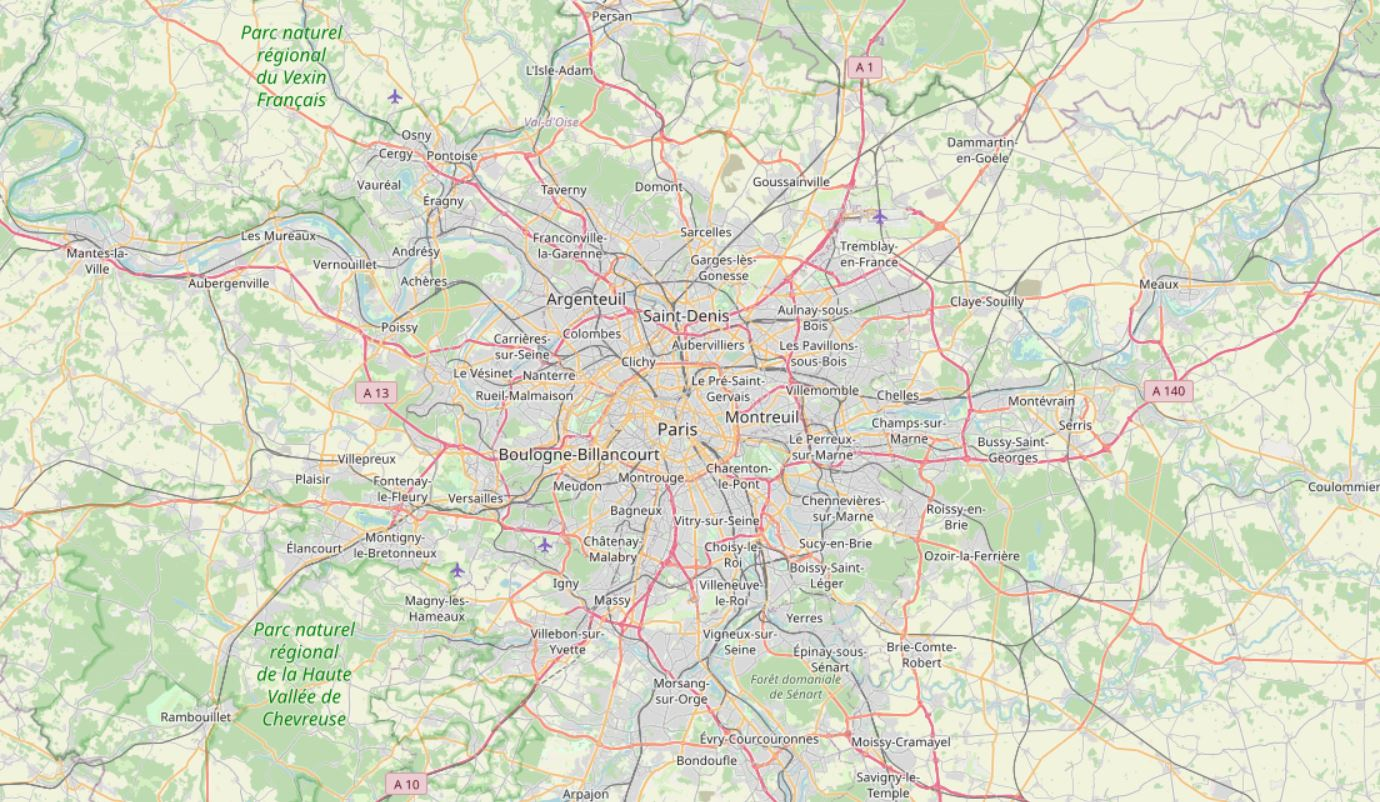 Persan
Parc naturel
régional
du Vexin
Français
L'Isle-Adam
A 1
Val-d'Oise
Osny
Cergy
Pontoise
Dammartin-
en-Goële
Vauréal
Éragny
Taverny
Domont
Goussainville
Les Mureaux
Andrésy
Franconville-
la-Garenne
Sarcelles
Tremblay-
en-France
Mantes-la-
Ville
Vernouillet
Garges-lès-
Gonesse
Aubergenville
Achères
Meaux
Argenteuil
Saint-Denis
Claye-Souilly
Aulnay-sous-
Bois
Poissy
Colombes
Carrières-
sur-Seine
Aubervilliers
Les Pavillons-
sous-Bois
Clichy
Le Vésinet
Nanterre
Le Pré-Saint-
Gervais
A 13
Rueil-Malmaison
Villemomble
Chelles
A 140
Montévrain
Montreuil
Serris
Paris
Champs-sur-
Marne
Le Perreux-
sur-Marne
Bussy-Saint-
Georges
Boulogne-Billancourt
Villepreux
Plaisir
Fontenay-
le-Fleury
Versailles
Meudon
Montrouge
Charenton-
le-Pont
Coulommiers
Chennevières-
sur-Marne
Bagneux
Vitry-sur-Seine
Roissy-en-
Brie
Élancourt
Montigny-
le-Bretonneux
Châtenay-
Malabry
Choisy-le-
Roi
Sucy-en-Brie
Ozoir-la-Ferrière
Boissy-Saint-
Léger
Igny
Villeneuve-
le-Roi
Magny-les-
Hameaux
Massy
Yerres
Parc naturel
régional
de la Haute
Vallée de
Chevreuse
Villebon-sur-
Yvette
Vigneux-sur-
Seine
Épinay-sous-
Sénart
Brie-Comte-
Robert
Forêt domaniale
de Sénart
Morsang-
sur-Orge
Rambouillet
Évry-Courcouronnes
Moissy-Cramayel
Bondoufle
A 10
Savigny-le-
Temple
Arpajon